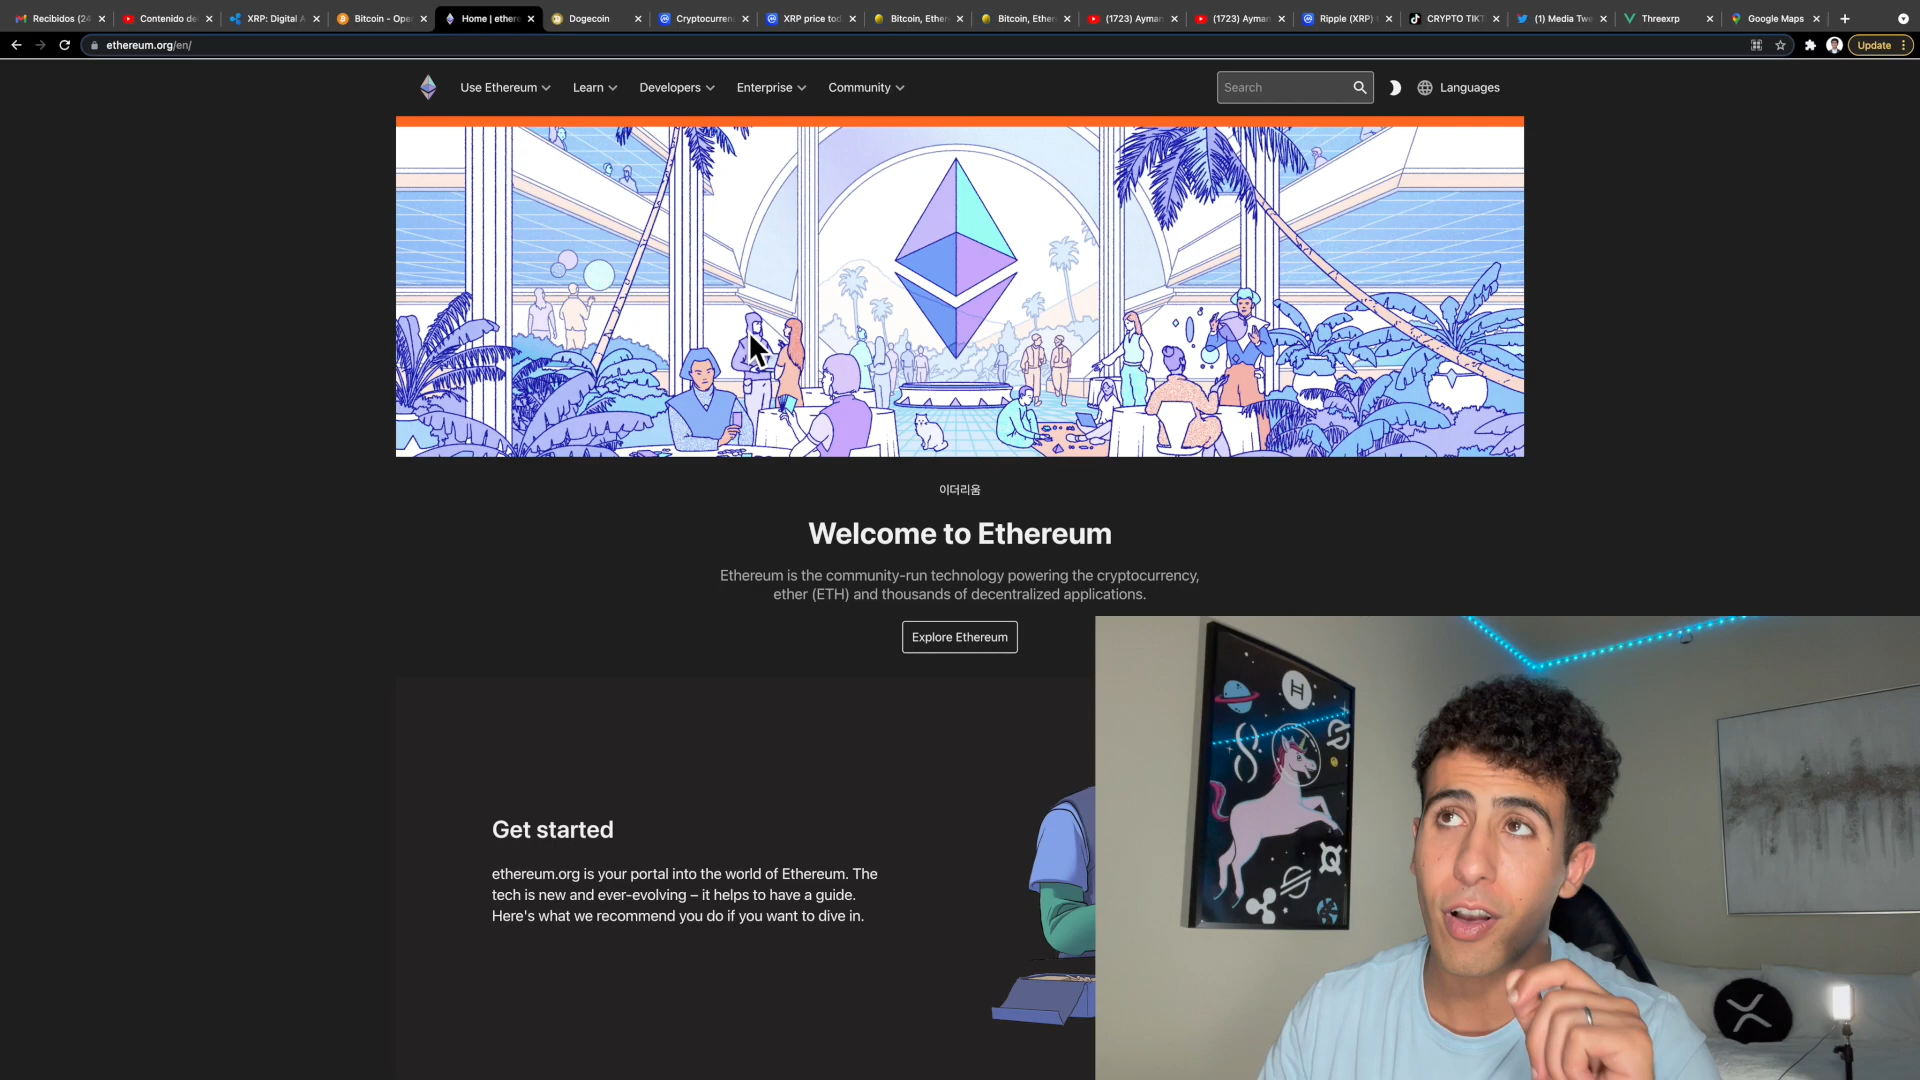 Recibidos (24
Contenido de
XRP: Digital A
Bitcoin - Ope
Home | ethere
Dogecoin
Cryptocurren
XRP price tod
Bitcoin, Ether
Bitcoin, Ether
(1723) Ayman
(1723) Ayman
Ripple (XRP)
CRYPTO TIKT
(1) Media Twe
Threexrp
Google Maps
ethereum.org/en/
Update
Use Ethereum
Learn
Developers
Enterprise
Community
Search
Languages
이더리움
Welcome to Ethereum
Ethereum is the community-run technology powering the cryptocurrency,
ether (ETH) and thousands of decentralized applications.
Explore Ethereum
Get started
ethereum.org is your portal into the world of Ethereum. The
tech is new and ever-evolving – it helps to have a guide.
Here's what we recommend you do if you want to dive in.